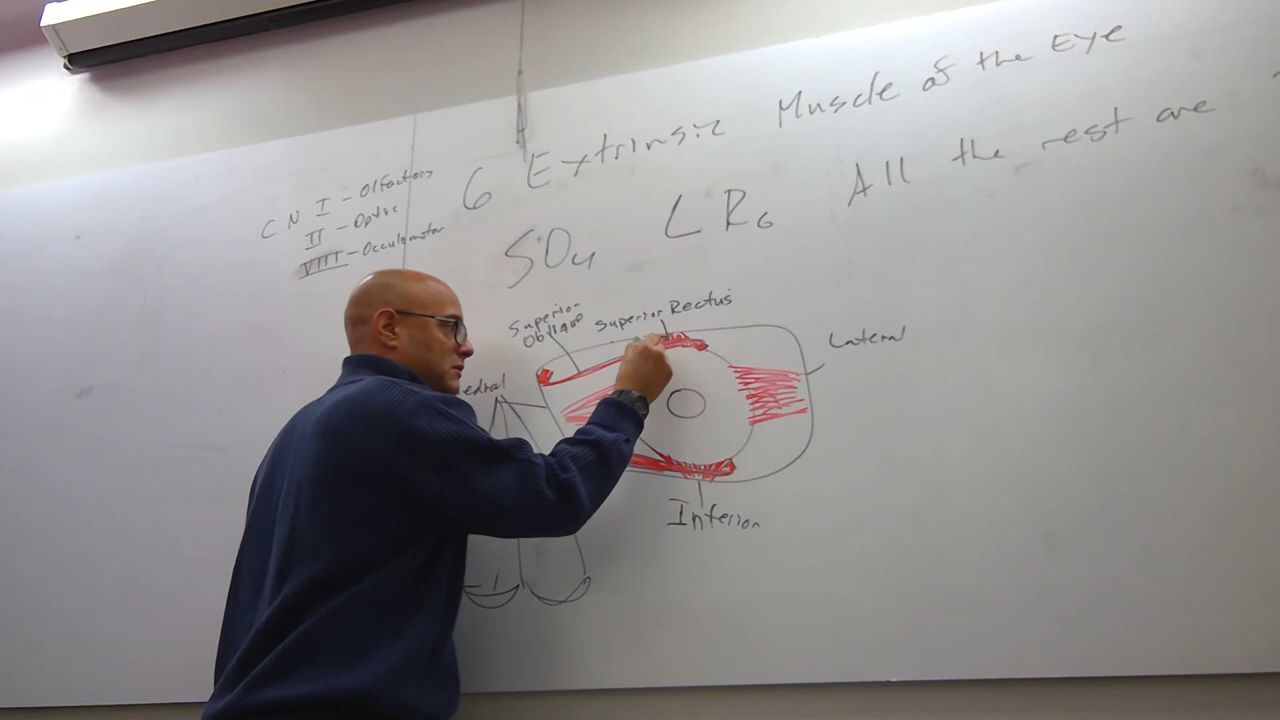 6 Extrinsic Muscle of the Eye
CN I - Olfactory
II - Optic
VIII - Occulomotor
SO4 LR6 All the rest are
Superior
Oblique
Superior Rectus
Lateral
edial
Inferior